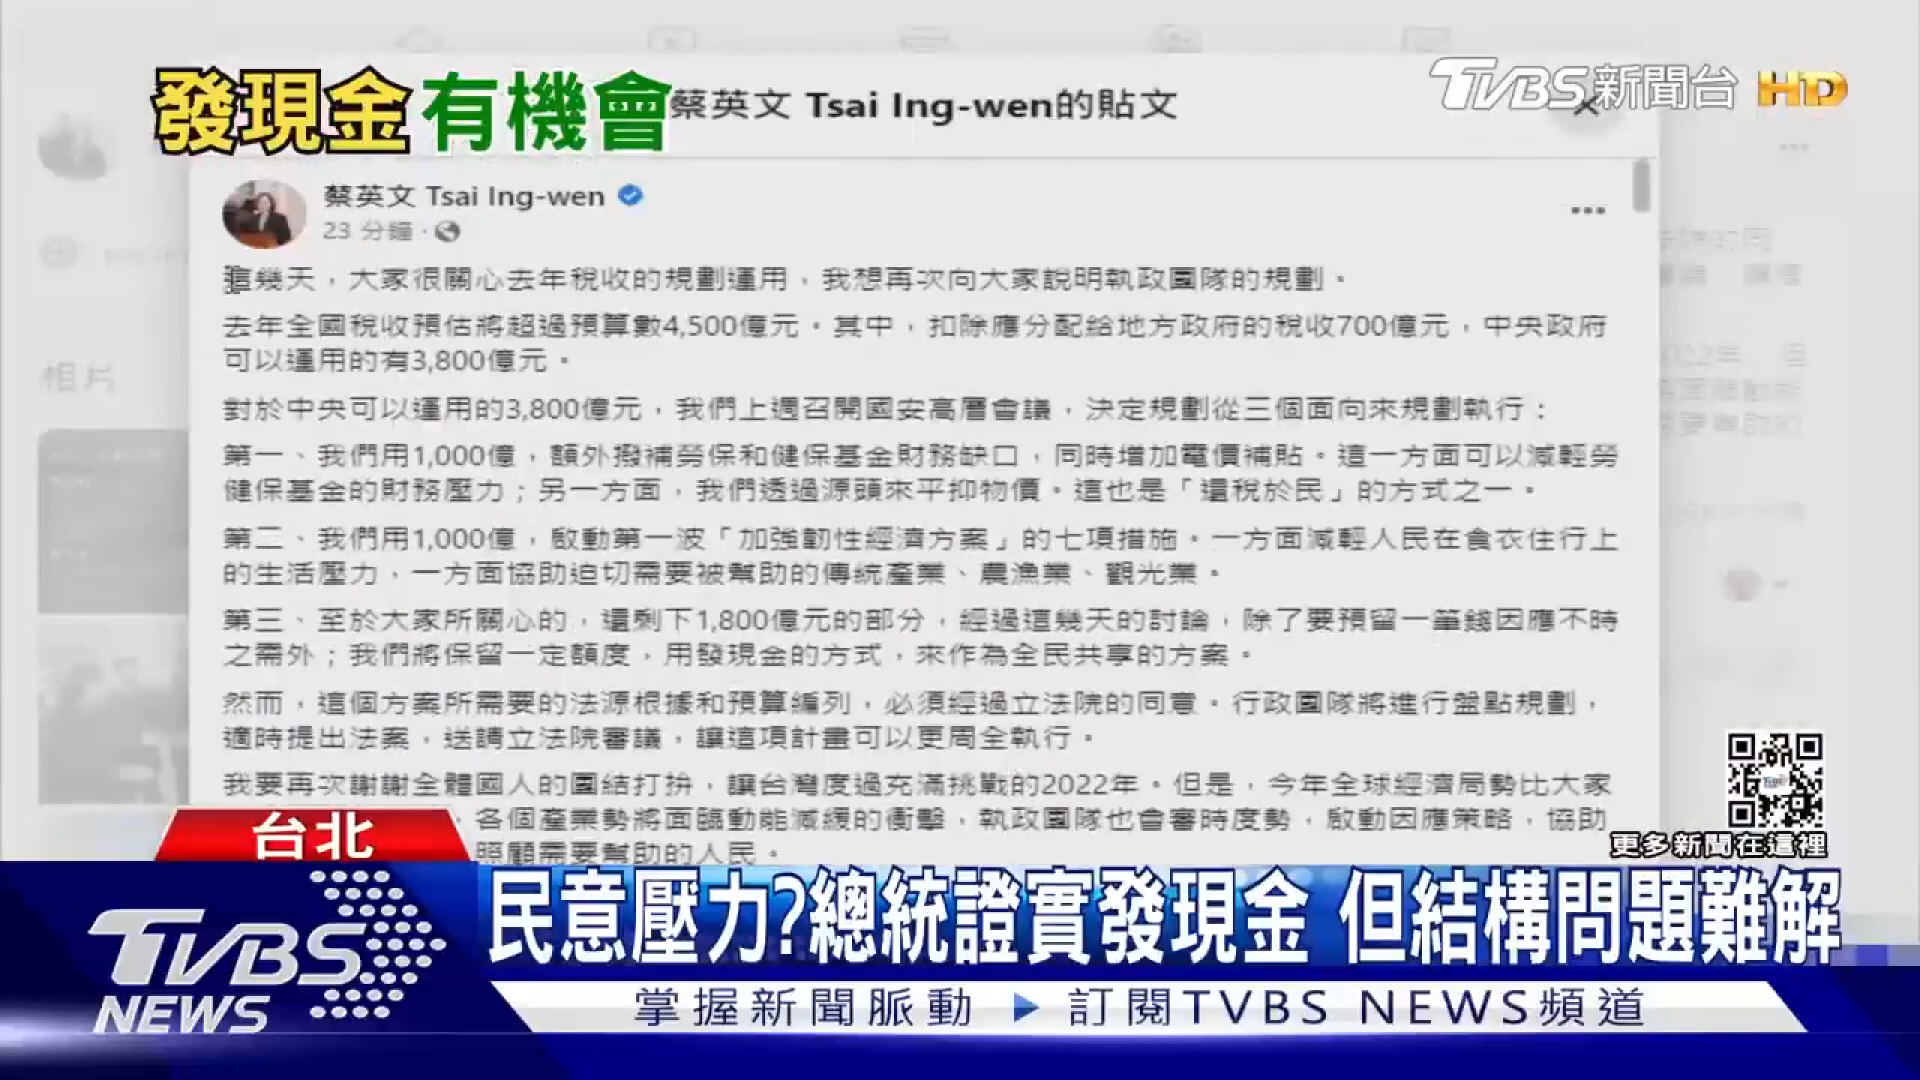 發現金有機會
TVBS新聞台 HD
蔡英文 Tsai Ing-wen的貼文
蔡英文 Tsai Ing-wen
23 分鐘 ·
這幾天，大家很關心去年稅收的規劃運用，我想再次向大家說明執政團隊的規劃。
去年全國稅收預估將超過預算數4,500億元。其中，扣除應分配給地方政府的稅收700億元，中央政府
可以運用的有3,800億元。
對於中央可以運用的3,800億元，我們上週召開國安高層會議，決定規劃從三個面向來規劃執行：
第一、我們用1,000億，額外撥補勞保和健保基金財務缺口，同時增加電價補貼。這一方面可以減輕勞
健保基金的財務壓力；另一方面，我們透過源頭來平抑物價。這也是「還稅於民」的方式之一。
第二、我們用1,000億，啟動第一波「加強韌性經濟方案」的七項措施。一方面減輕人民在食衣住行上
的生活壓力，一方面協助迫切需要被幫助的傳統產業、農漁業、觀光業。
第三、至於大家所關心的，還剩下1,800億元的部分，經過這幾天的討論，除了要預留一筆錢因應不時
之需外；我們將保留一定額度，用發現金的方式，來作為全民共享的方案。
然而，這個方案所需要的法源根據和預算編列，必須經過立法院的同意。行政團隊將進行盤點規劃，
適時提出法案，送請立法院審議，讓這項計畫可以更周全執行。
我要再次謝謝全體國人的團結打拚，讓台灣度過充滿挑戰的2022年。但是，今年全球經濟局勢比大家
，各個產業勢將面臨動能減緩的衝擊，執政團隊也會審時度勢，啟動因應策略，協助
照顧需要幫助的人民。
相片
更多新聞在這裡
台北
民意壓力?總統證實發現金 但結構問題難解
TVBS NEWS
掌握新聞脈動 ▶ 訂閱TVBS NEWS頻道